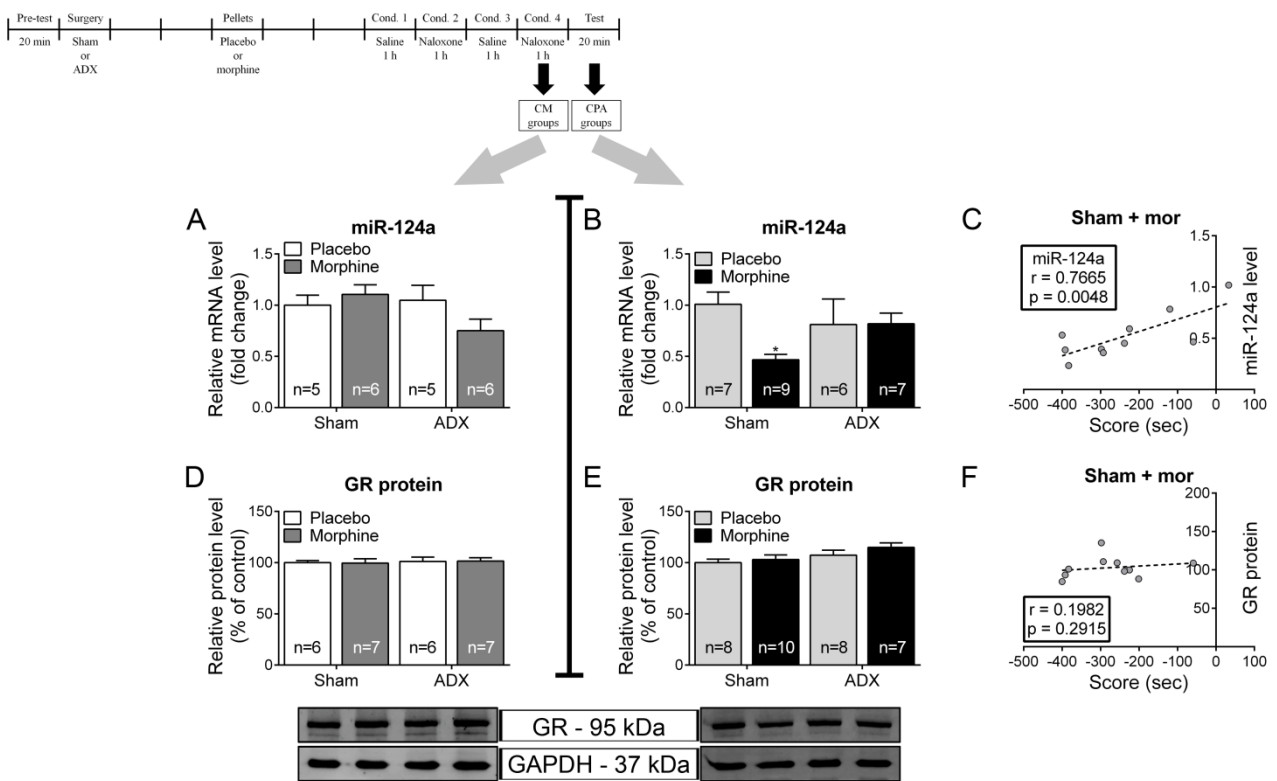 Pre-test Surgery Pellets Cond. 1 Cond. 2 Cond. 3 Cond. 4 Test
20 min Sham Placebo Saline Naloxone Saline Naloxone 20 min
or or 1 h 1 h 1 h 1 h
ADX morphine
CM CPA
groups groups
A
miR-124a
Placebo
Morphine
Relative mRNA level
(fold change)
1.5
1.0
0.5
0.0
n=5 n=6 n=5 n=6
Sham ADX
B
miR-124a
Placebo
Morphine
Relative mRNA level
(fold change)
1.5
1.0
0.5
0.0
*
n=7 n=9 n=6 n=7
Sham ADX
C
Sham + mor
miR-124a
r = 0.7665
p = 0.0048
1.5
1.0
0.5
miR-124a level
-500 -400 -300 -200 -100 0 100
Score (sec)
D
GR protein
Placebo
Morphine
Relative protein level
(% of control)
150
100
50
0
n=6 n=7 n=6 n=7
Sham ADX
E
GR protein
Placebo
Morphine
Relative protein level
(% of control)
150
100
50
0
n=8 n=10 n=8 n=7
Sham ADX
F
Sham + mor
200
150
100
50
GR protein
r = 0.1982
p = 0.2915
-500 -400 -300 -200 -100 0 100
Score (sec)
GR - 95 kDa
GAPDH - 37 kDa